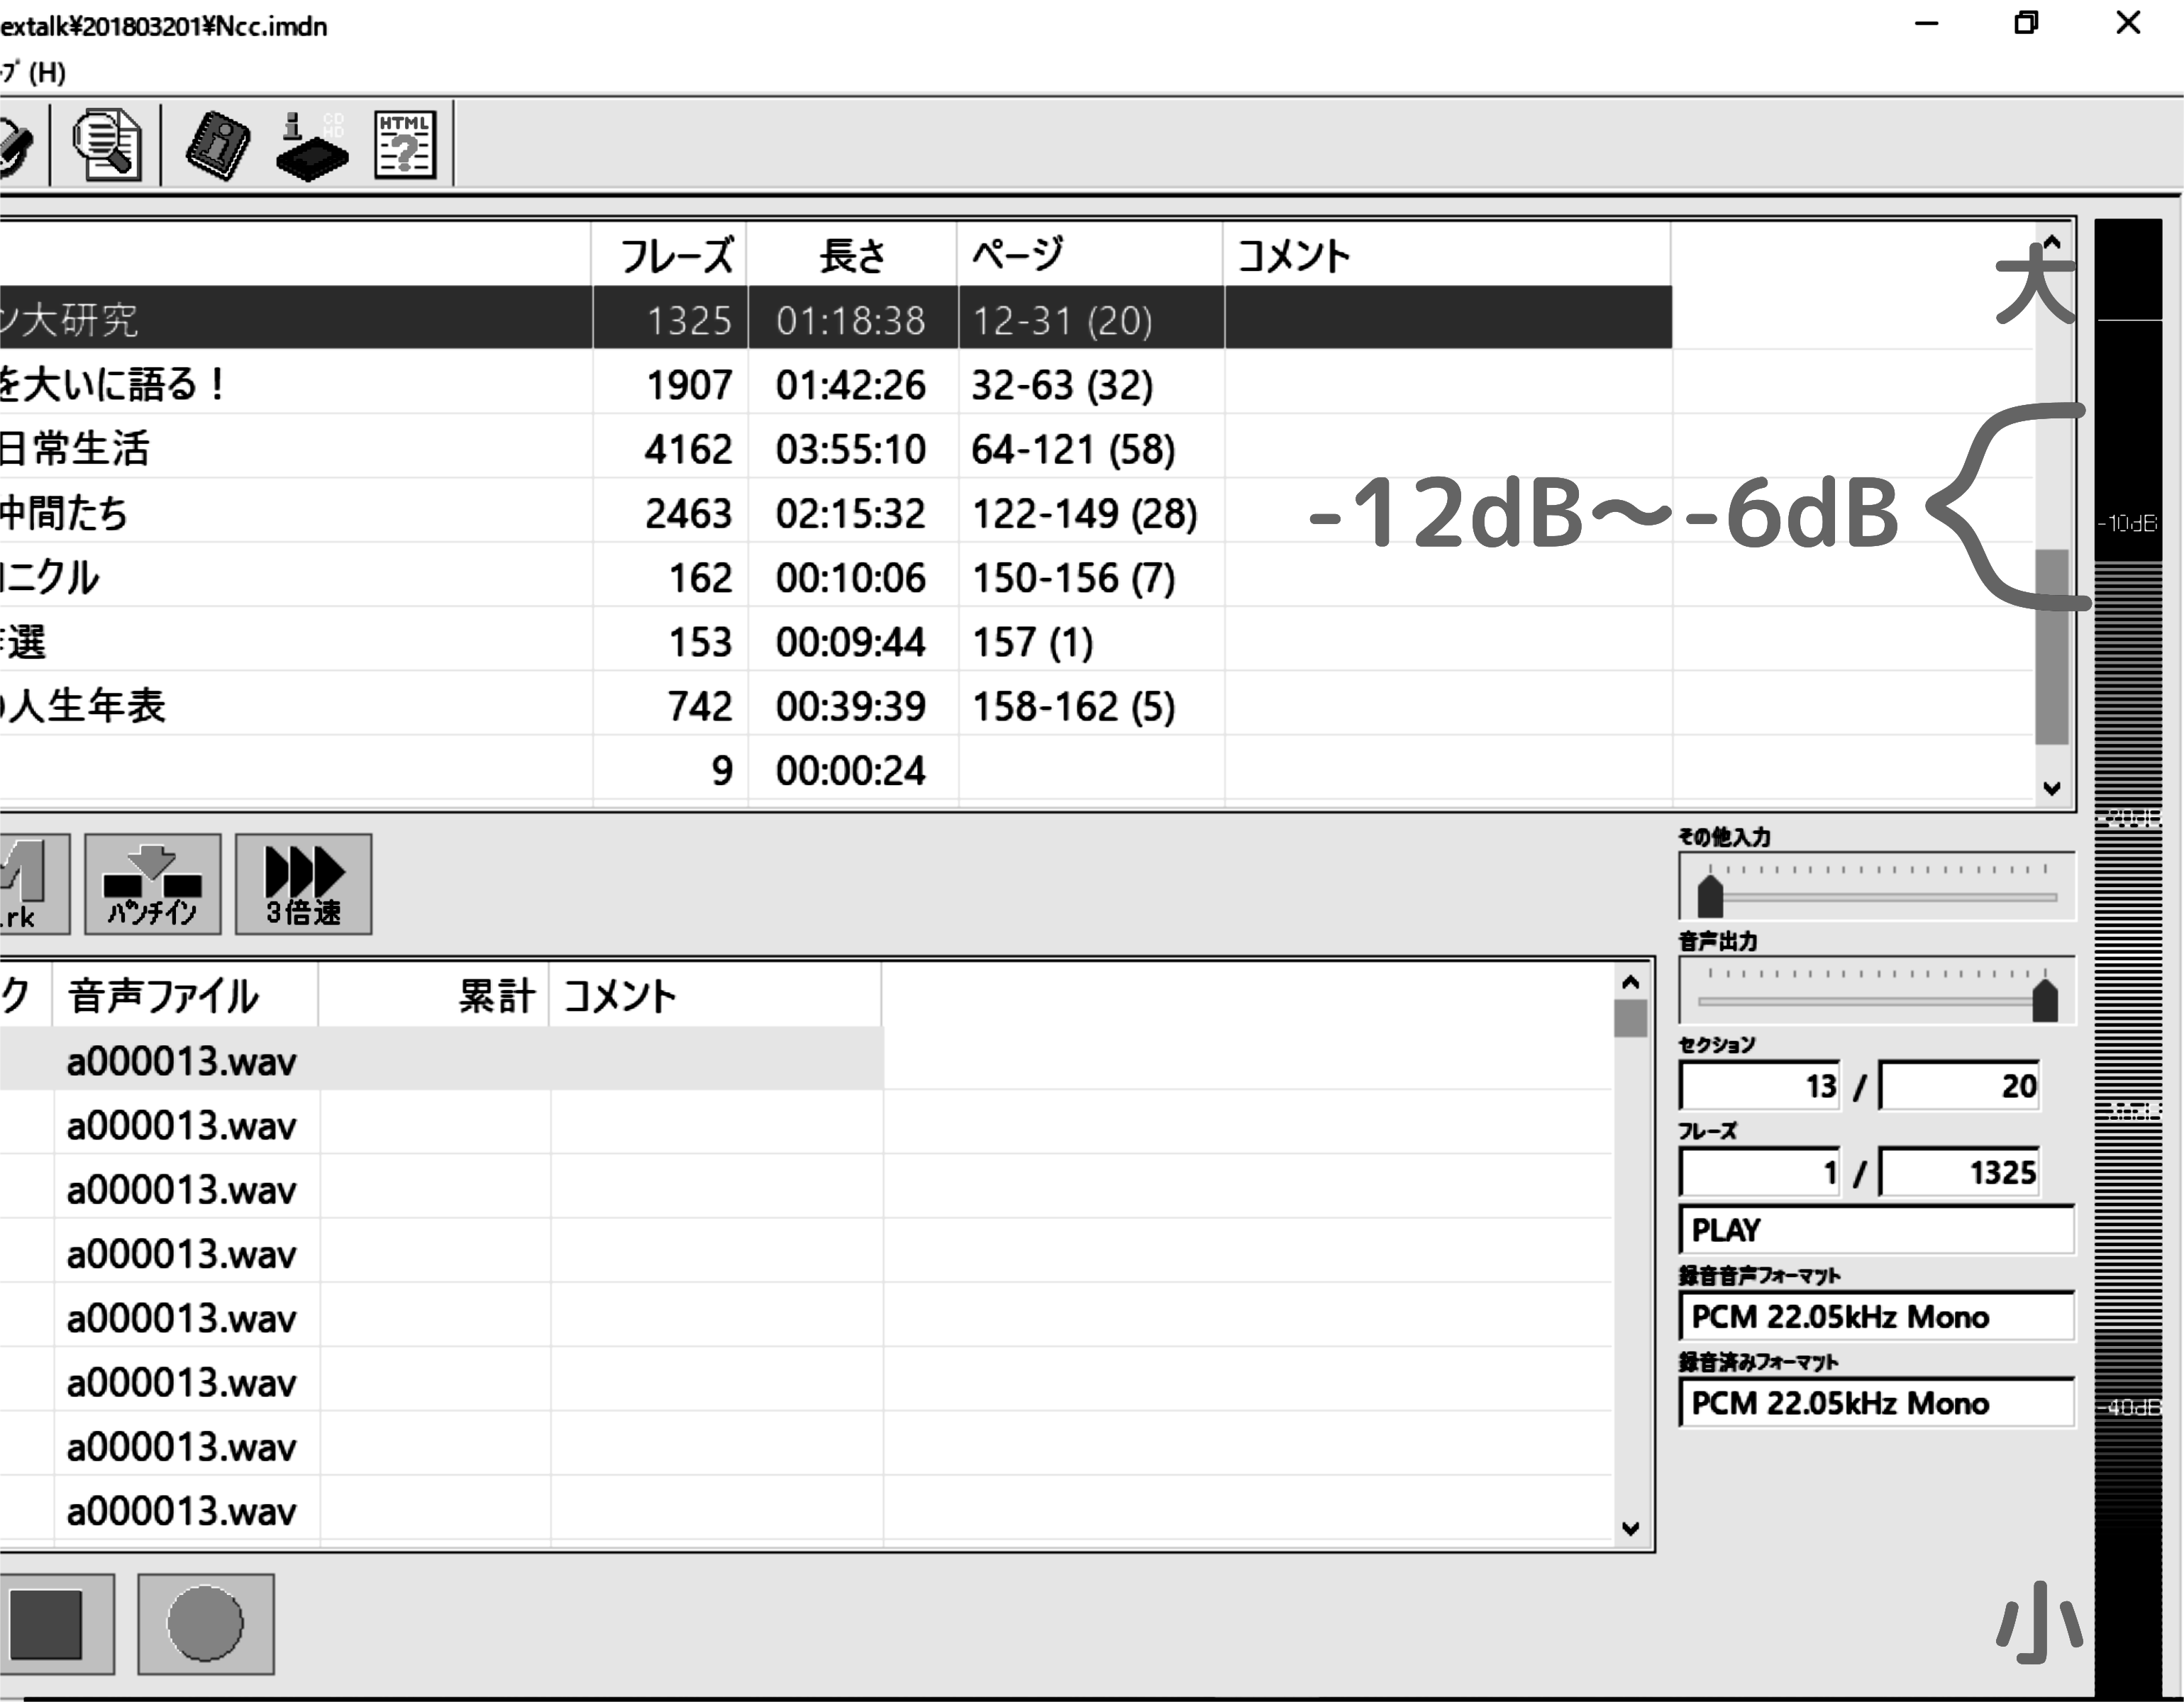 extalk¥201803201¥Ncc.imdn
プ(H)
CD
HD
HTML
フレーズ 長さ ページ コメント
大
ン大研究 1325 01:18:38 12-31 (20)
を大いに語る！ 1907 01:42:26 32-63 (32)
日常生活 4162 03:55:10 64-121 (58)
仲間たち 2463 02:15:32 122-149 (28)
-12dB～-6dB
-10dB
ニクル 162 00:10:06 150-156 (7)
選 153 00:09:44 157 (1)
人生年表 742 00:39:39 158-162 (5)
9 00:00:24
-20dB
その他入力
rk
パンチイン
3倍速
音声出力
ク 音声ファイル 累計 コメント
a000013.wav
a000013.wav
a000013.wav
a000013.wav
a000013.wav
a000013.wav
a000013.wav
a000013.wav
セクション
13 / 20
-30dB
フレーズ
1 / 1325
PLAY
録音音声フォーマット
PCM 22.05kHz Mono
録音済みフォーマット
PCM 22.05kHz Mono
-40dB
小